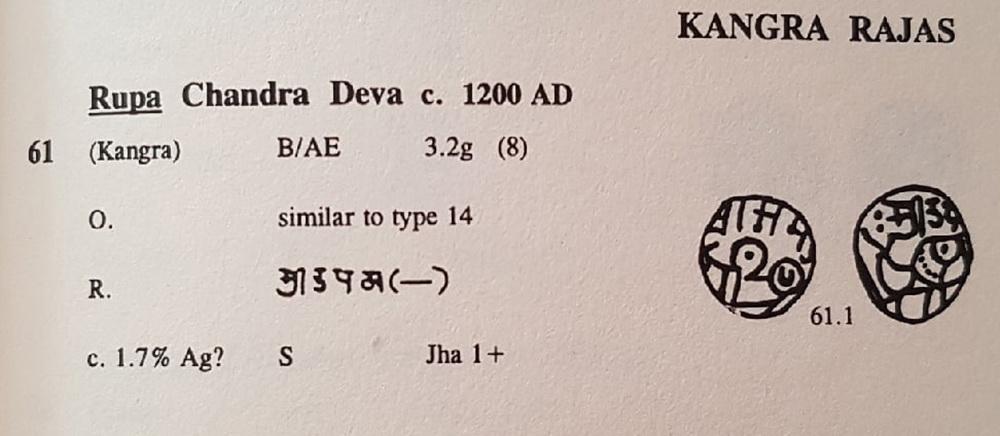 KANGRA RAJAS
Rupa Chandra Deva c. 1200 AD
61 (Kangra) B/AE 3.2g (8)
O. similar to type 14
R. (—)
61.1
c. 1.7% Ag? S Jha 1+